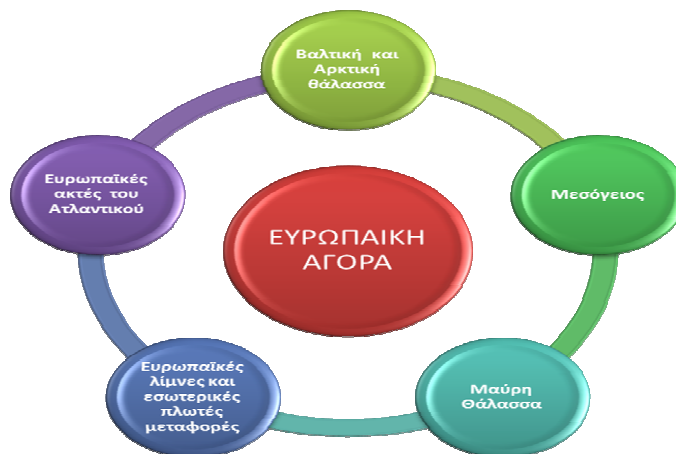 Βαλτική και
Αρκτική
θάλασσα
Ευρωπαϊκές
ακτές του
Ατλαντικού
Μεσόγειος
ΕΥΡΩΠΑΙΚΗ
ΑΓΟΡΑ
Ευρωπαϊκές
λίμνες και
εσωτερικές
πλωτές
μεταφορές
Μαύρη
Θάλασσα